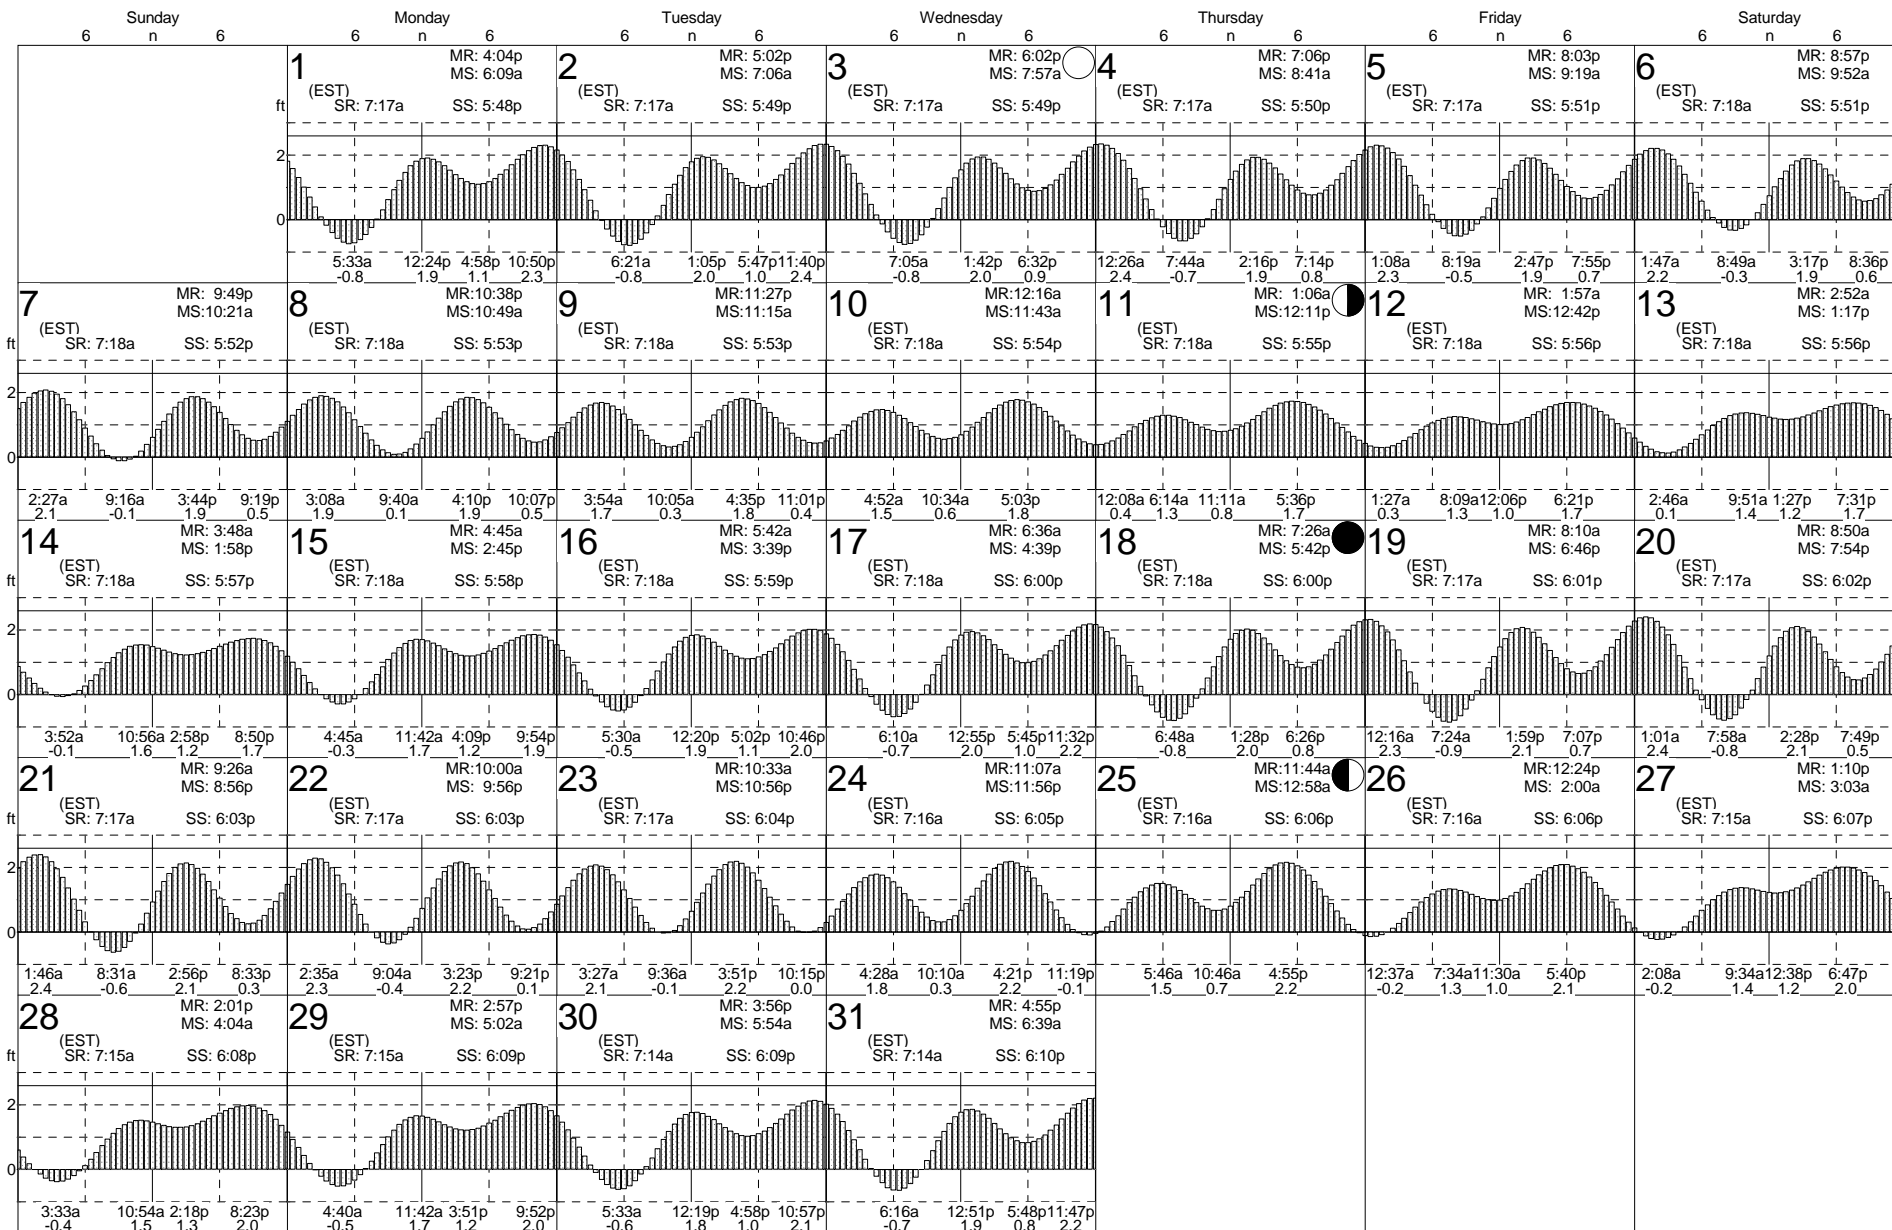 Sunday Monday Tuesday Wednesday Thursday Friday Saturday
6 n 6 6 n 6 6 n 6 6 n 6 6 n 6 6 n 6 6 n 6
1 MR: 4:04p 2 MR: 5:02p 3 MR: 6:02p 4 MR: 7:06p 5 MR: 8:03p 6 MR: 8:57p
MS: 6:09a MS: 7:06a MS: 7:57a MS: 8:41a MS: 9:19a MS: 9:52a
(EST) (EST) (EST) (EST) (EST) (EST)
ft SR: 7:17a SS: 5:48p SR: 7:17a SS: 5:49p SR: 7:17a SS: 5:49p SR: 7:17a SS: 5:50p SR: 7:17a SS: 5:51p SR: 7:18a SS: 5:51p
2
0
5:33a 12:24p 4:58p 10:50p 6:21a 1:05p 5:47p 11:40p 7:05a 1:42p 6:32p 12:26a 7:44a 2:16p 7:14p 1:08a 8:19a 2:47p 7:55p 1:47a 8:49a 3:17p 8:36p
-0.8 1.9 1.1 2.3 -0.8 2.0 1.0 2.4 -0.8 2.0 0.9 2.4 -0.7 1.9 0.8 2.3 -0.5 1.9 0.7 2.2 -0.3 1.9 0.6
7 MR: 9:49p 8 MR:10:38p 9 MR:11:27p 10 MR:12:16a 11 MR: 1:06a 12 MR: 1:57a 13 MR: 2:52a
MS:10:21a MS:10:49a MS:11:15a MS:11:43a MS:12:11p MS:12:42p MS: 1:17p
(EST) (EST) (EST) (EST) (EST) (EST) (EST)
ft SR: 7:18a SS: 5:52p SR: 7:18a SS: 5:53p SR: 7:18a SS: 5:53p SR: 7:18a SS: 5:54p SR: 7:18a SS: 5:55p SR: 7:18a SS: 5:56p SR: 7:18a SS: 5:56p
2
0
2:27a 9:16a 3:44p 9:19p 3:08a 9:40a 4:10p 10:07p 3:54a 10:05a 4:35p 11:01p 4:52a 10:34a 5:03p 12:08a 6:14a 11:11a 5:36p 1:27a 8:09a 12:06p 6:21p 2:46a 9:51a 1:27p 7:31p
2.1 -0.1 1.9 0.5 1.9 0.1 1.9 0.5 1.7 0.3 1.8 0.4 1.5 0.6 1.8 0.4 1.3 0.8 1.7 0.3 1.3 1.0 1.7 0.1 1.4 1.2 1.7
14 MR: 3:48a 15 MR: 4:45a 16 MR: 5:42a 17 MR: 6:36a 18 MR: 7:26a 19 MR: 8:10a 20 MR: 8:50a
MS: 1:58p MS: 2:45p MS: 3:39p MS: 4:39p MS: 5:42p MS: 6:46p MS: 7:54p
(EST) (EST) (EST) (EST) (EST) (EST) (EST)
ft SR: 7:18a SS: 5:57p SR: 7:18a SS: 5:58p SR: 7:18a SS: 5:59p SR: 7:18a SS: 6:00p SR: 7:18a SS: 6:00p SR: 7:17a SS: 6:01p SR: 7:17a SS: 6:02p
2
0
3:52a 10:56a 2:58p 8:50p 4:45a 11:42a 4:09p 9:54p 5:30a 12:20p 5:02p 10:46p 6:10a 12:55p 5:45p 11:32p 6:48a 1:28p 6:26p 12:16a 7:24a 1:59p 7:07p 1:01a 7:58a 2:28p 7:49p
-0.1 1.6 1.2 1.7 -0.3 1.7 1.2 1.9 -0.5 1.9 1.1 2.0 -0.7 2.0 1.0 2.2 -0.8 2.0 0.8 2.3 -0.9 2.1 0.7 2.4 -0.8 2.1 0.5
21 MR: 9:26a 22 MR:10:00a 23 MR:10:33a 24 MR:11:07a 25 MR:11:44a 26 MR:12:24p 27 MR: 1:10p
MS: 8:56p MS: 9:56p MS:10:56p MS:11:56p MS:12:58a MS: 2:00a MS: 3:03a
(EST) (EST) (EST) (EST) (EST) (EST) (EST)
ft SR: 7:17a SS: 6:03p SR: 7:17a SS: 6:03p SR: 7:17a SS: 6:04p SR: 7:16a SS: 6:05p SR: 7:16a SS: 6:06p SR: 7:16a SS: 6:06p SR: 7:15a SS: 6:07p
2
0
1:46a 8:31a 2:56p 8:33p 2:35a 9:04a 3:23p 9:21p 3:27a 9:36a 3:51p 10:15p 4:28a 10:10a 4:21p 11:19p 5:46a 10:46a 4:55p 12:37a 7:34a 11:30a 5:40p 2:08a 9:34a 12:38p 6:47p
2.4 -0.6 2.1 0.3 2.3 -0.4 2.2 0.1 2.1 -0.1 2.2 0.0 1.8 0.3 2.2 -0.1 1.5 0.7 2.2 -0.2 1.3 1.0 2.1 -0.2 1.4 1.2 2.0
28 MR: 2:01p 29 MR: 2:57p 30 MR: 3:56p 31 MR: 4:55p
MS: 4:04a MS: 5:02a MS: 5:54a MS: 6:39a
(EST) (EST) (EST) (EST)
ft SR: 7:15a SS: 6:08p SR: 7:15a SS: 6:09p SR: 7:14a SS: 6:09p SR: 7:14a SS: 6:10p
2
0
3:33a 10:54a 2:18p 8:23p 4:40a 11:42a 3:51p 9:52p 5:33a 12:19p 4:58p 10:57p 6:16a 12:51p 5:48p 11:47p
-0.4 1.5 1.3 2.0 -0.5 1.7 1.2 2.0 -0.6 1.8 1.0 2.1 -0.7 1.9 0.8 2.2